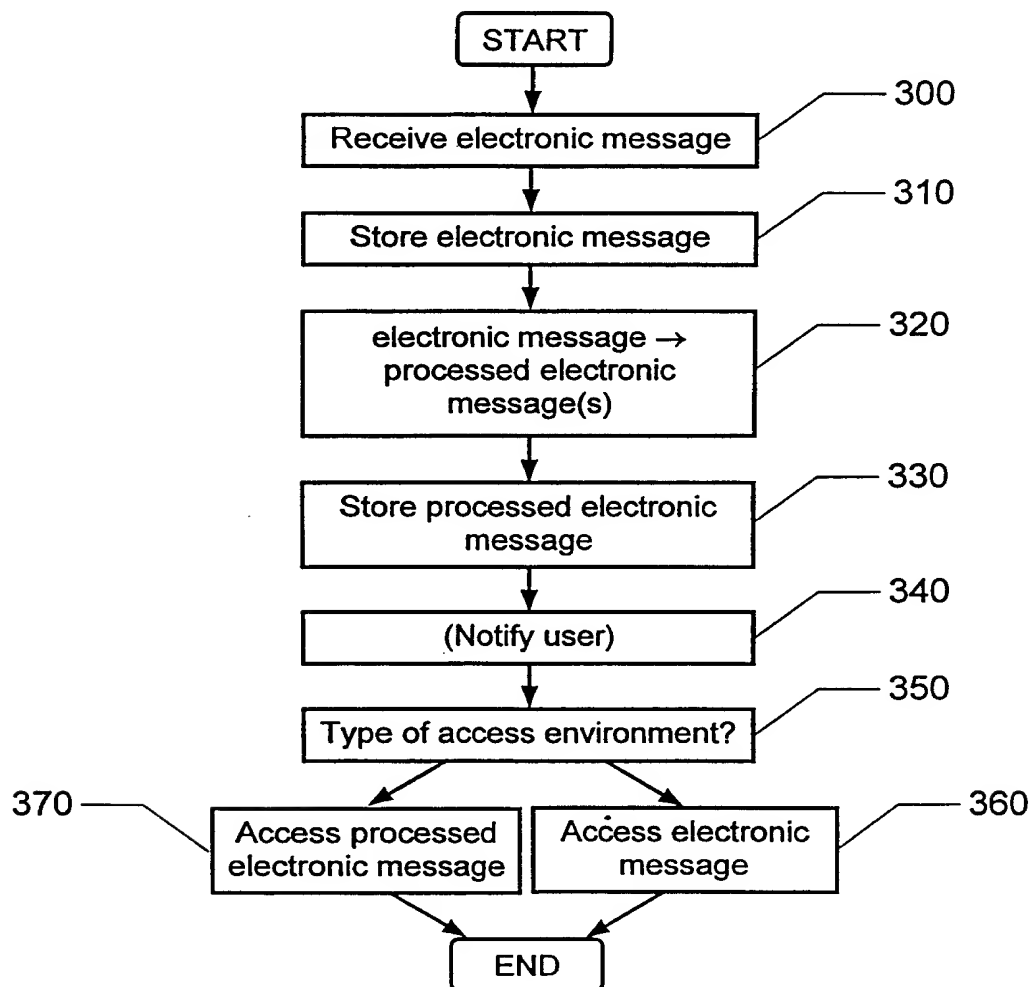 START
300
Receive electronic message
310
Store electronic message
320
electronic message →
processed electronic
message(s)
330
Store processed electronic
message
340
(Notify user)
350
Type of access environment?
370
Access processed
electronic message
Access electronic
message
360
END